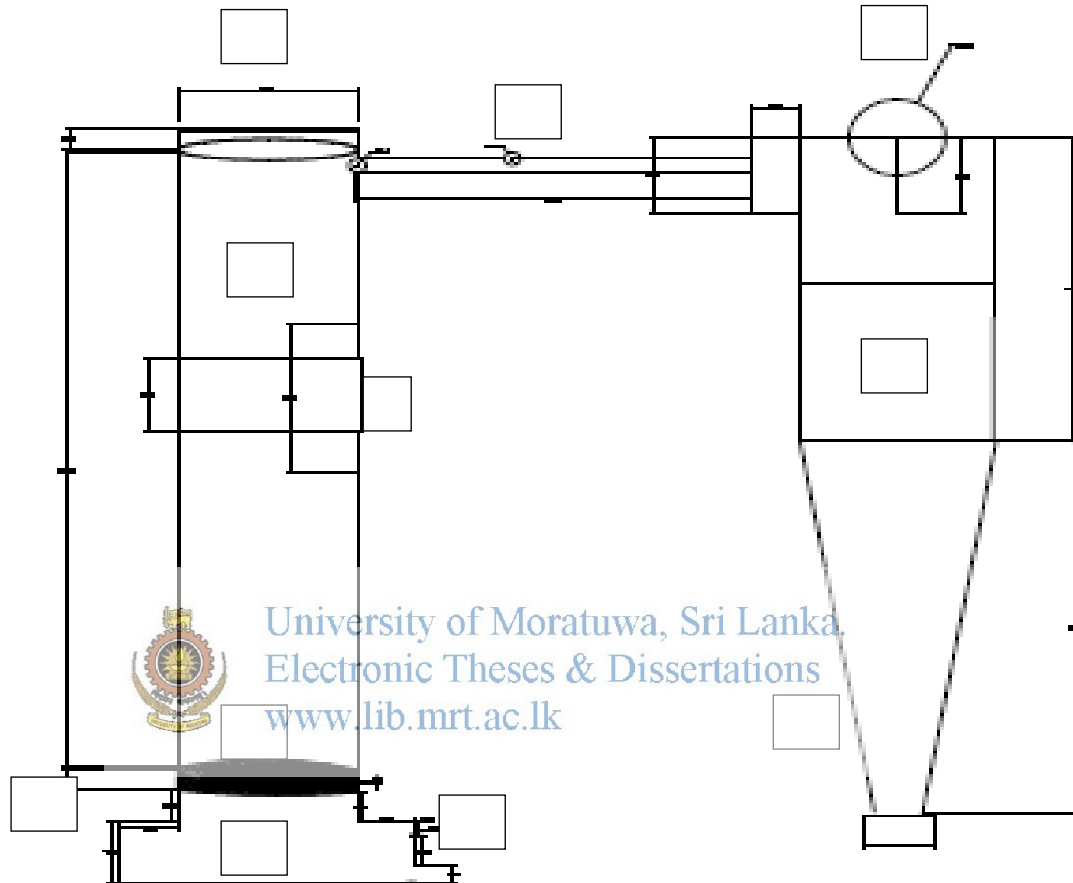 University of Moratuwa, Sri Lanka.
Electronic Theses & Dissertations
www.lib.mrt.ac.lk